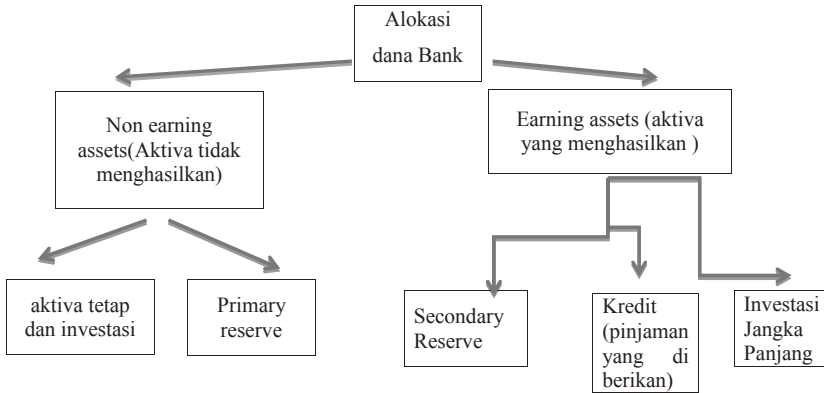 Alokasi
dana Bank
Non earning
assets(Aktiva tidak
menghasilkan)
Earning assets (aktiva
yang menghasilkan )
aktiva tetap
dan investasi
Primary
reserve
Secondary
Reserve
Kredit
(pinjaman
yang di
berikan)
Investasi
Jangka
Panjang